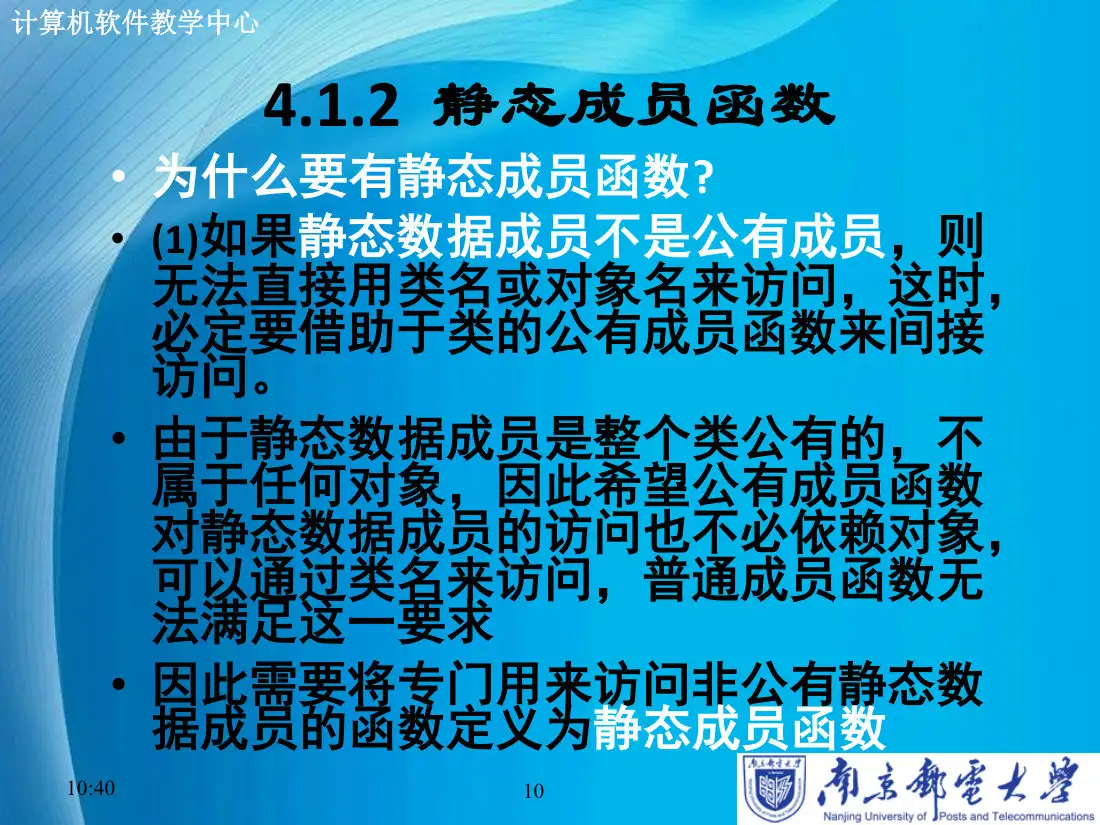 计算机软件教学中心
4.1.2 静态成员函数
• 为什么要有静态成员函数?
• (1)如果静态数据成员不是公有成员，则
无法直接用类名或对象名来访问，这时，
必定要借助于类的公有成员函数来间接
访问。
• 由于静态数据成员是整个类公有的，不
属于任何对象，因此希望公有成员函数
对静态数据成员的访问也不必依赖对象，
可以通过类名来访问，普通成员函数无
法满足这一要求
• 因此需要将专门用来访问非公有静态数
据成员的函数定义为静态成员函数
10:40
10
南京邮电大学
南京郵電大學
Nanjing University of Posts and Telecommunications